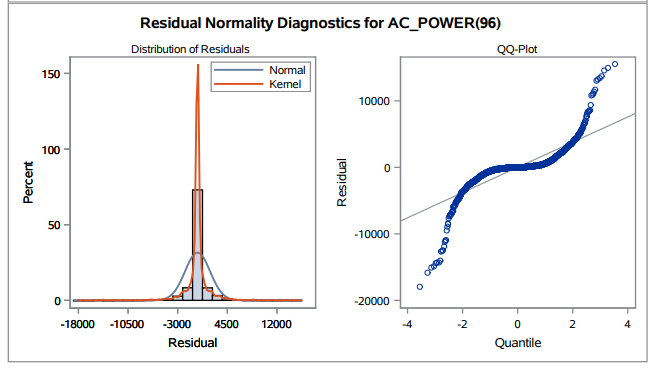 Residual Normality Diagnostics for AC_POWER(96)
Distribution of Residuals
Normal
Kernel
Percent
150
100
50
0
-18000 -10500 -3000 4500 12000
Residual
QQ-Plot
Residual
10000
0
-10000
-20000
-4 -2 0 2 4
Quantile